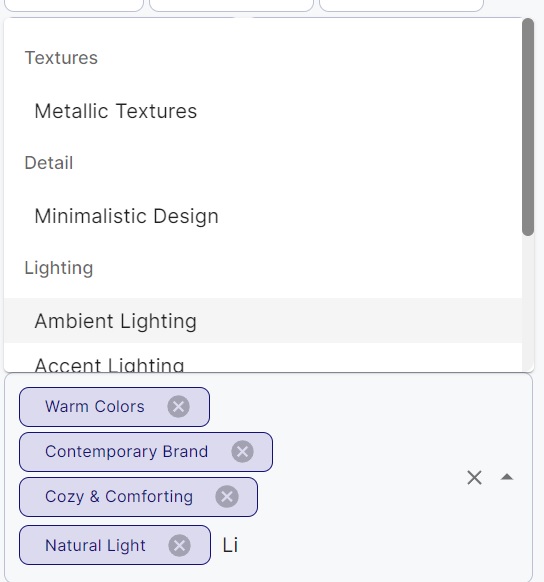 Textures
Metallic Textures
Detail
Minimalistic Design
Lighting
Ambient Lighting
Accent Lighting
Warm Colors
Contemporary Brand
Cozy & Comforting
Natural Light Li